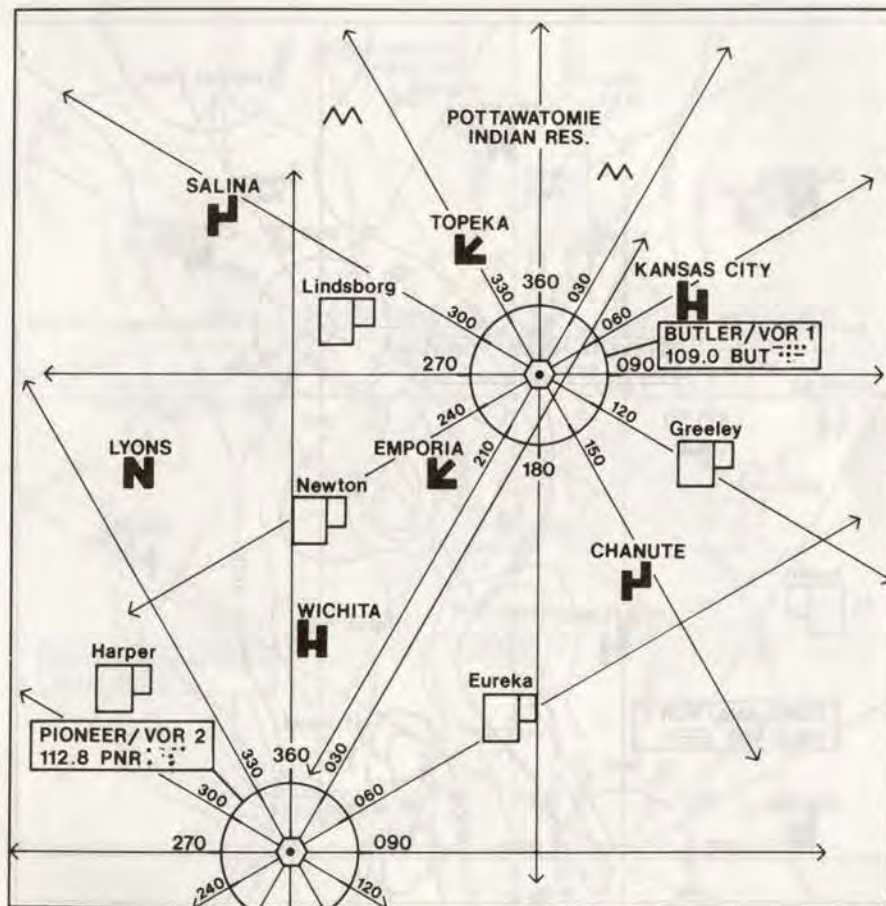 POTTAWATOMIE
INDIAN RES.
SALINA
TOPEKA
KANSAS CITY
Lindsborg
330
360
030
300
060
BUTLER/VOR 1
109.0 BUT
270
090
240
120
LYONS
EMPORIA
210
150
Greeley
180
Newton
CHANUTE
WICHITA
Harper
Eureka
PIONEER/VOR 2
112.8 PNR
330
360
030
300
060
270
090
240
120